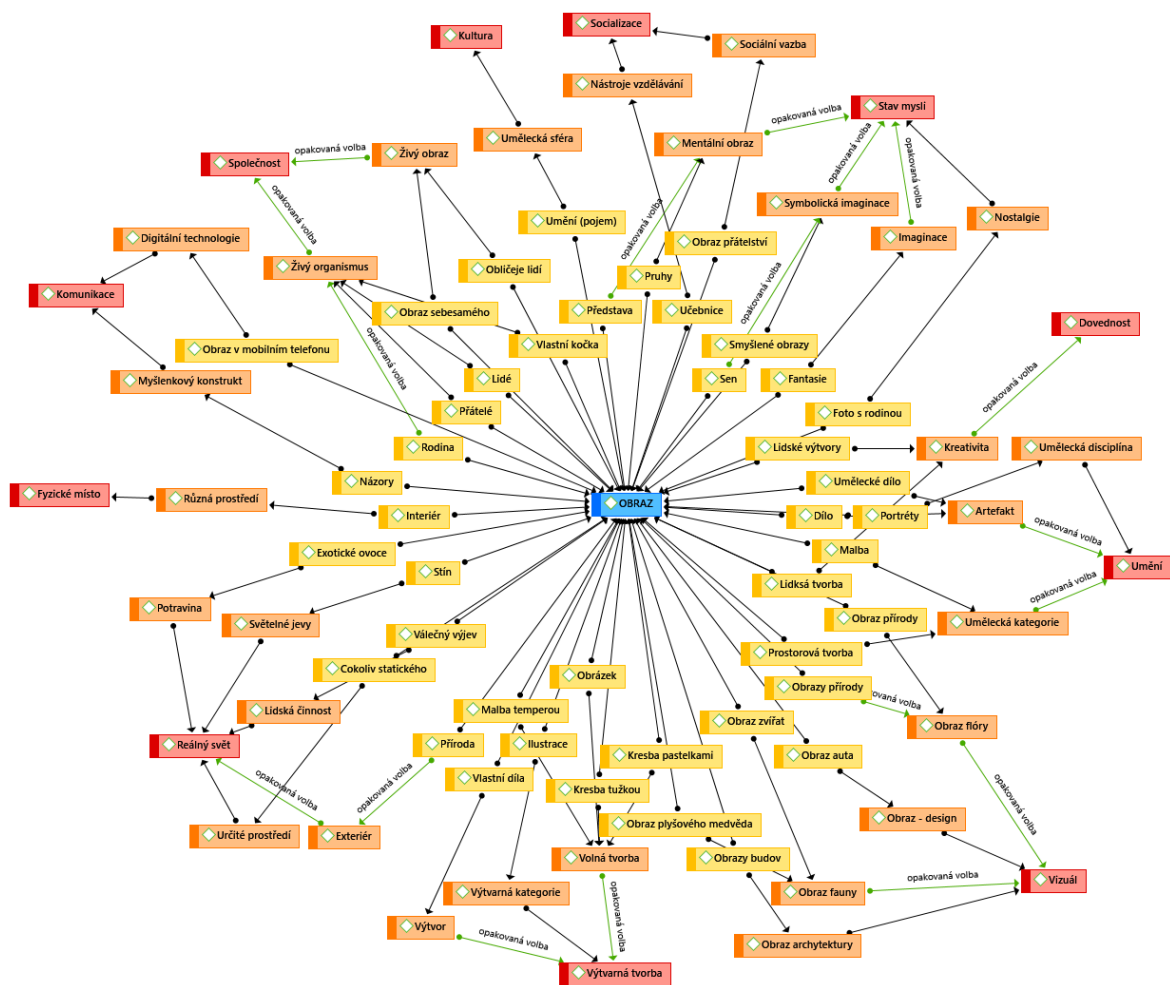 Socializace
Kultura
Sociální vazba
Nástroje vzdělávání
Stav mysli
opakovaná volba
Umělecká sféra
Mentální obraz
opakovaná volba
Živý obraz
Společnost
opakovaná volba
opakovaná volba
opakovaná volba
Symbolická imaginace
Umění (pojem)
Nostalgie
opakovaná volba
Digitální technologie
Obraz přátelství
Imaginace
opakovaná volba
Živý organismus
Obličeje lidí
Pruhy
opakovaná volba
Komunikace
Obraz sebesamého
Představa
Učebnice
Dovednost
Obraz v mobilním telefonu
Vlastní kočka
Smyšlené obrazy
opakovaná volba
Myšlenkový konstrukt
Lidé
Sen
Fantasie
opakovaná volba
Přátelé
Foto s rodinou
Rodina
Lidské výtvory
Kreativita
Umělecká disciplína
Názory
Umělecké dílo
Fyzické místo
Různá prostředí
OBRAZ
Interiér
Dílo
Portréty
Artefakt
opakovaná volba
Exotické ovoce
Malba
Umění
Stín
Lidksá tvorba
opakovaná volba
Potravina
Světelné jevy
Obraz přírody
Umělecká kategorie
Válečný výjev
Prostorová tvorba
Cokoliv statického
Obrázek
Obrazy přírody
Lidská činnost
Malba temperou
Obraz zvířat
Obraz flóry
Reálný svět
Příroda
Ilustrace
Kresba pastelkami
Obraz auta
opakovaná volba
opakovaná volba
Vlastní díla
Kresba tužkou
opakovaná volba
Určité prostředí
Exteriér
Obraz plyšového medvěda
Obraz - design
Volná tvorba
Obrazy budov
opakovaná volba
Vizuál
Výtvarná kategorie
Obraz fauny
Výtvor
opakovaná volba
opakovaná volba
Obraz archytektury
Výtvarná tvorba